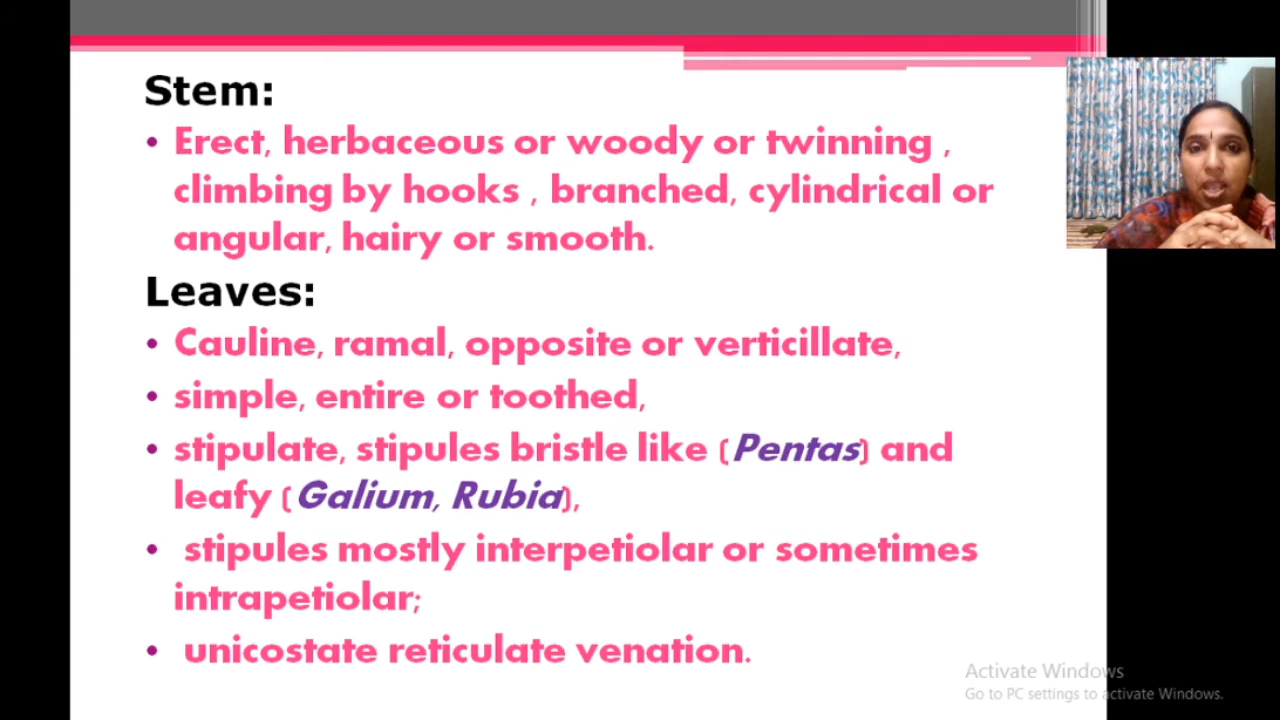 Stem:
• Erect, herbaceous or woody or twinning ,
climbing by hooks , branched, cylindrical or
angular, hairy or smooth.
Leaves:
• Cauline, ramal, opposite or verticillate,
• simple, entire or toothed,
• stipulate, stipules bristle like (Pentas) and
leafy (Galium, Rubia),
• stipules mostly interpetiolar or sometimes
intrapetiolar;
• unicostate reticulate venation.
Activate Windows
Go to PC settings to activate Windows.